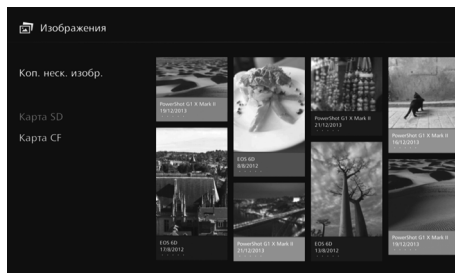 Изображения
Коп. неск. изобр.
Карта SD
Карта CF
PowerShot G1 X Mark II
19/12/2013
EOS 6D
17/8/2012
EOS 6D
8/8/2012
PowerShot G1 X Mark II
21/12/2013
PowerShot G1 X Mark II
21/12/2013
EOS 6D
13/8/2012
PowerShot G1 X Mark II
16/12/2013
PowerShot G1 X Mark II
19/12/2013